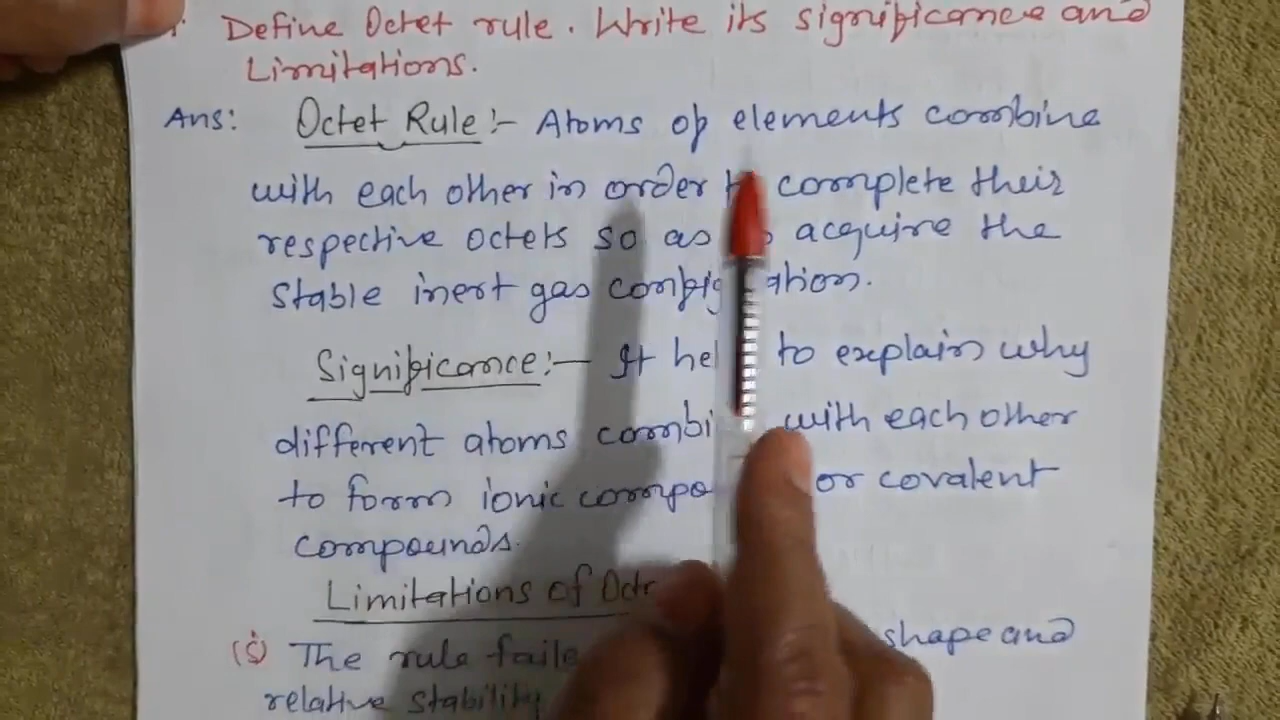 Define Octet rule. Write its significance and
Limitations.
Ans: Octet Rule :- Atoms of elements combine
with each other in order complete their
respective octets so as acquire the
stable inert gas
Significance :- It to explain why
different atoms with each other
to form ionic or covalent
compounds.
Limitations of
(i) The rule shape and
relative stability